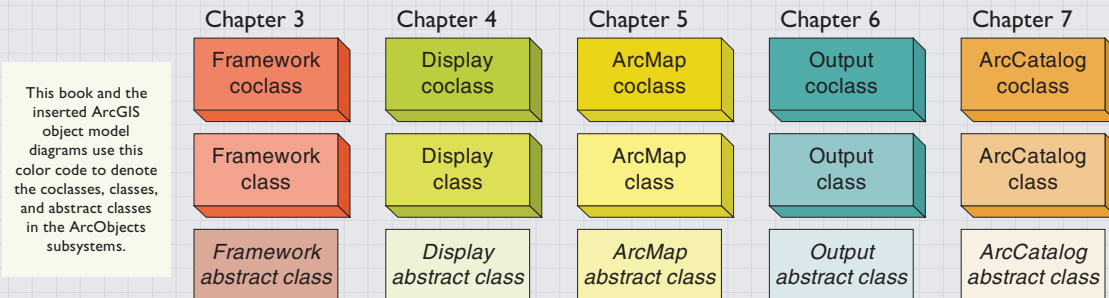 Chapter 3 Chapter 4 Chapter 5 Chapter 6 Chapter 7
This book and the
inserted ArcGIS
object model
diagrams use this
color code to denote
the coclasses, classes,
and abstract classes
in the ArcObjects
subsystems.
Framework
coclass
Display
coclass
ArcMap
coclass
Output
coclass
ArcCatalog
coclass
Framework
class
Display
class
ArcMap
class
Output
class
ArcCatalog
class
Framework
abstract class
Display
abstract class
ArcMap
abstract class
Output
abstract class
ArcCatalog
abstract class